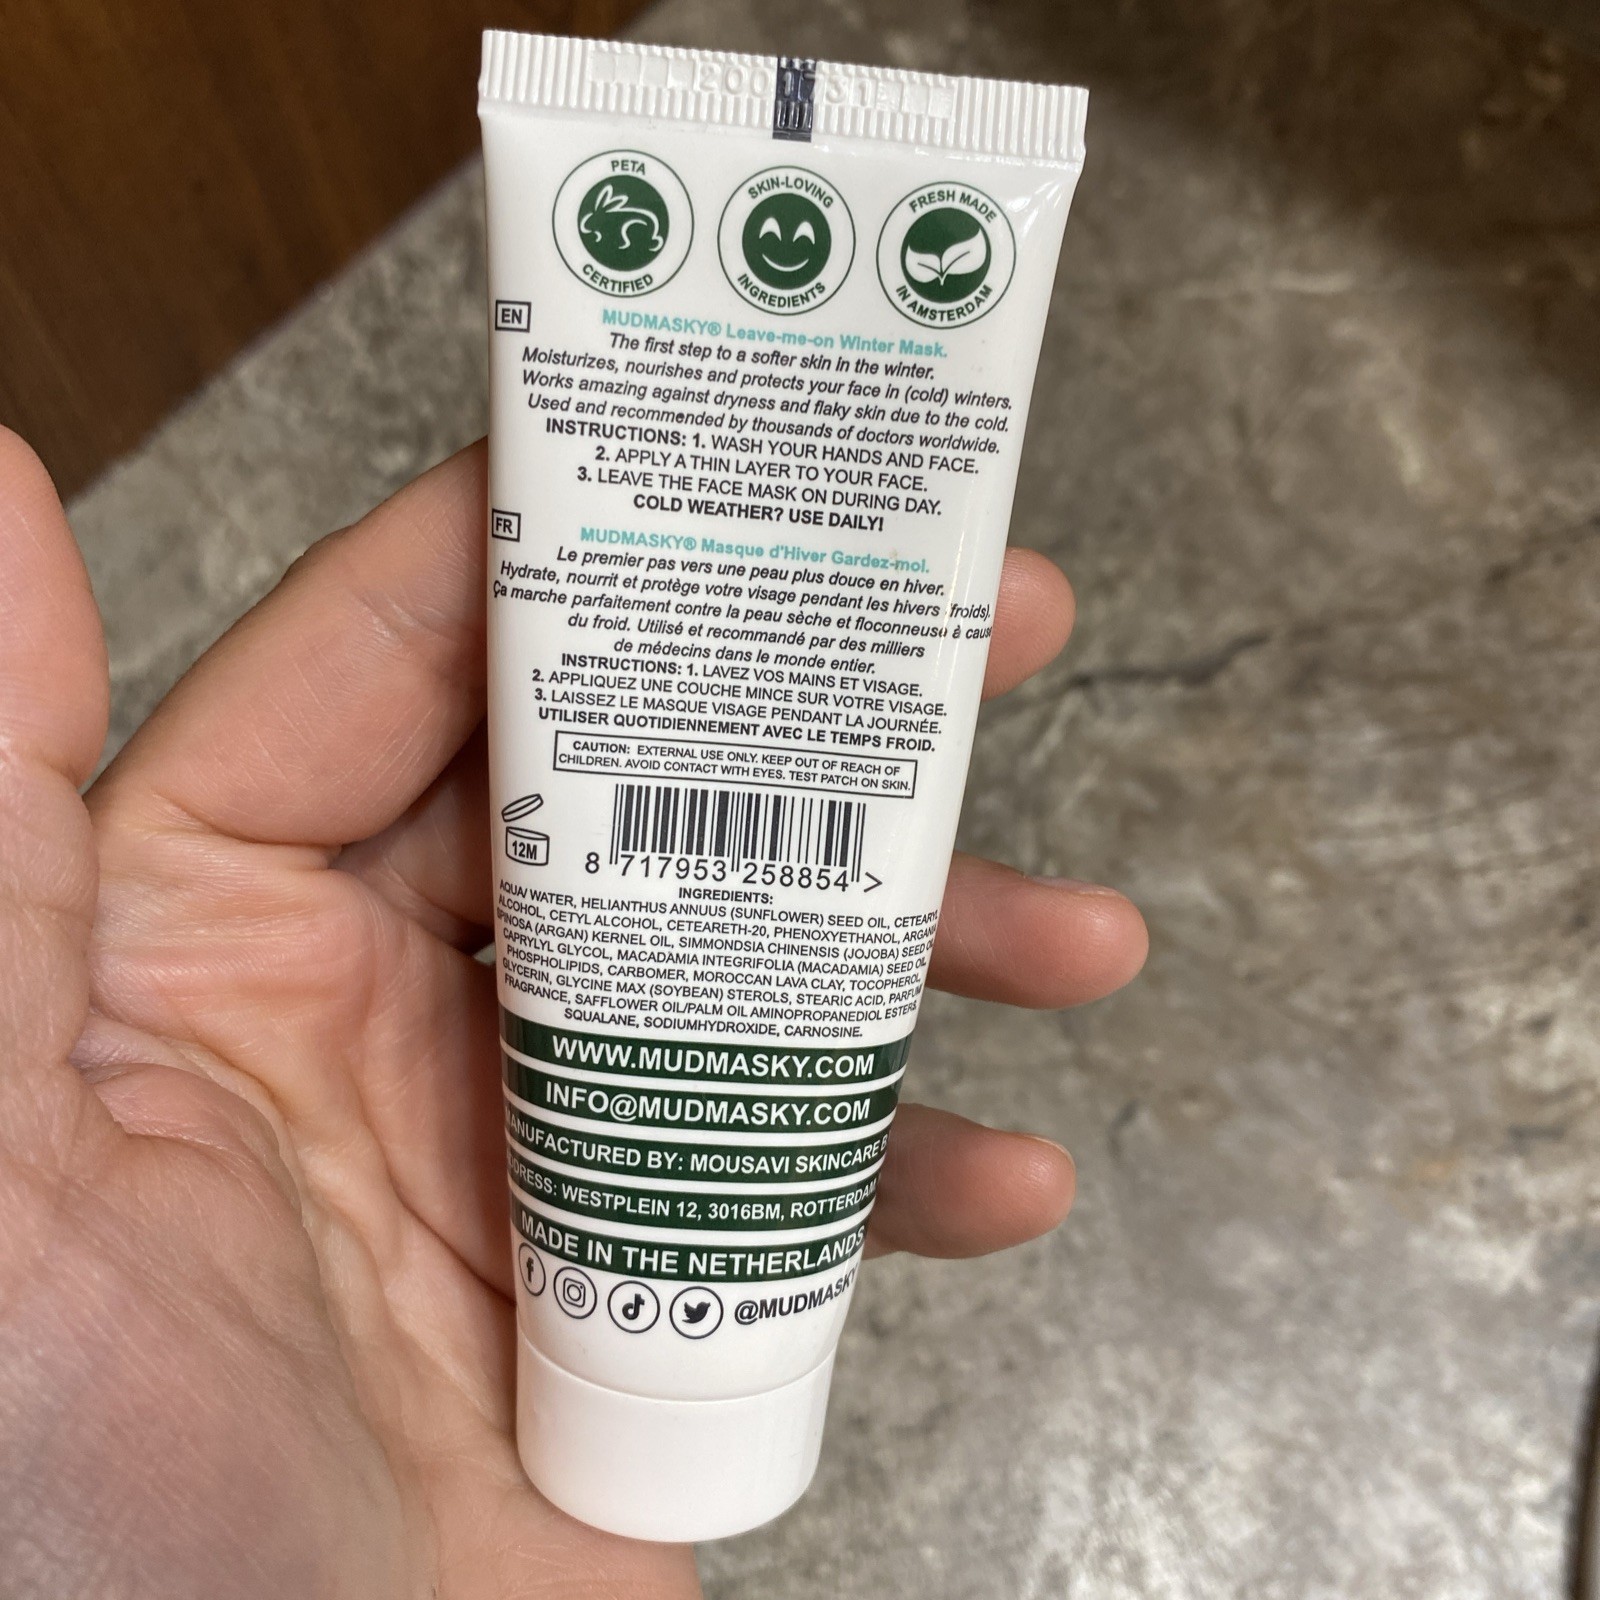 2001731
PETA
CERTIFIED
SKIN-LOVING
INGREDIENTS
FRESH MADE
IN AMSTERDAM
EN
MUDMASKY® Leave-me-on Winter Mask.
The first step to a softer skin in the winter.
Moisturizes, nourishes and protects your face in (cold) winters.
Works amazing against dryness and flaky skin due to the cold.
Used and recommended by thousands of doctors worldwide.
INSTRUCTIONS: 1. WASH YOUR HANDS AND FACE.
2. APPLY A THIN LAYER TO YOUR FACE.
3. LEAVE THE FACE MASK ON DURING DAY.
COLD WEATHER? USE DAILY!
FR
MUDMASKY® Masque d'Hiver Gardez-moi.
Le premier pas vers une peau plus douce en hiver.
Hydrate, nourrit et protège votre visage pendant les hivers (froids).
Ça marche parfaitement contre la peau sèche et floconneuse à cause
du froid. Utilisé et recommandé par des milliers
de médecins dans le monde entier.
INSTRUCTIONS: 1. LAVEZ VOS MAINS ET VISAGE.
2. APPLIQUEZ UNE COUCHE MINCE SUR VOTRE VISAGE.
3. LAISSEZ LE MASQUE VISAGE PENDANT LA JOURNÉE.
UTILISER QUOTIDIENNEMENT AVEC LE TEMPS FROID.
CAUTION: EXTERNAL USE ONLY. KEEP OUT OF REACH OF
CHILDREN. AVOID CONTACT WITH EYES. TEST PATCH ON SKIN.
12M
8 717953 258854 >
INGREDIENTS:
AQUA/ WATER, HELIANTHUS ANNUUS (SUNFLOWER) SEED OIL, CETEARYL
ALCOHOL, CETYL ALCOHOL, CETEARETH-20, PHENOXYETHANOL, ARGANIA
SPINOSA (ARGAN) KERNEL OIL, SIMMONDSIA CHINENSIS (JOJOBA) SEED OIL,
CAPRYLYL GLYCOL, MACADAMIA INTEGRIFOLIA (MACADAMIA) SEED OIL,
PHOSPHOLIPIDS, CARBOMER, MOROCCAN LAVA CLAY, TOCOPHEROL,
GLYCERIN, GLYCINE MAX (SOYBEAN) STEROLS, STEARIC ACID, PARFUM
FRAGRANCE, SAFFLOWER OIL/PALM OIL AMINOPROPANEDIOL ESTERS,
SQUALANE, SODIUMHYDROXIDE, CARNOSINE.
WWW.MUDMASKY.COM
INFO@MUDMASKY.COM
MANUFACTURED BY: MOUSAVI SKINCARE
ADDRESS: WESTPLEIN 12, 3016BM, ROTTERDAM
MADE IN THE NETHERLANDS
@MUDMASKY